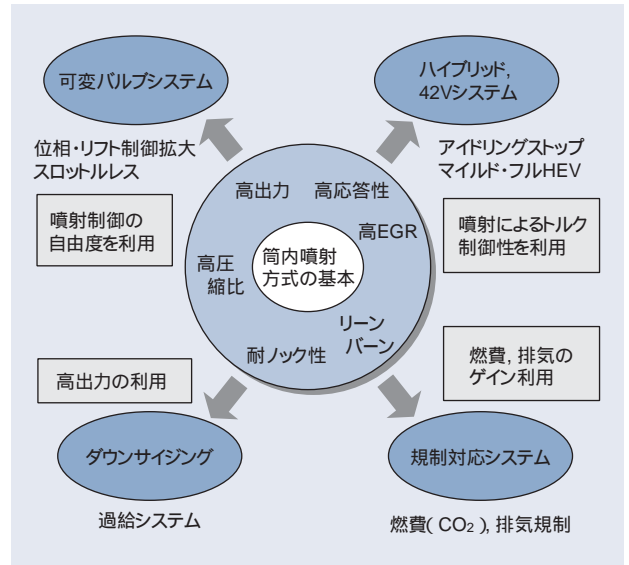 可変バルブシステム
ハイブリッド,
42Vシステム
位相・リフト制御拡大
スロットルレス
アイドリングストップ
マイルド・フルHEV
噴射制御の
自由度を利用
噴射によるトルク
制御性を利用
高出力
高応答性
高EGR
高圧
縮比
筒内噴射
方式の基本
リーン
バーン
耐ノック性
高出力の利用
燃費, 排気の
ゲイン利用
ダウンサイジング
過給システム
規制対応システム
燃費( CO2 ), 排気規制